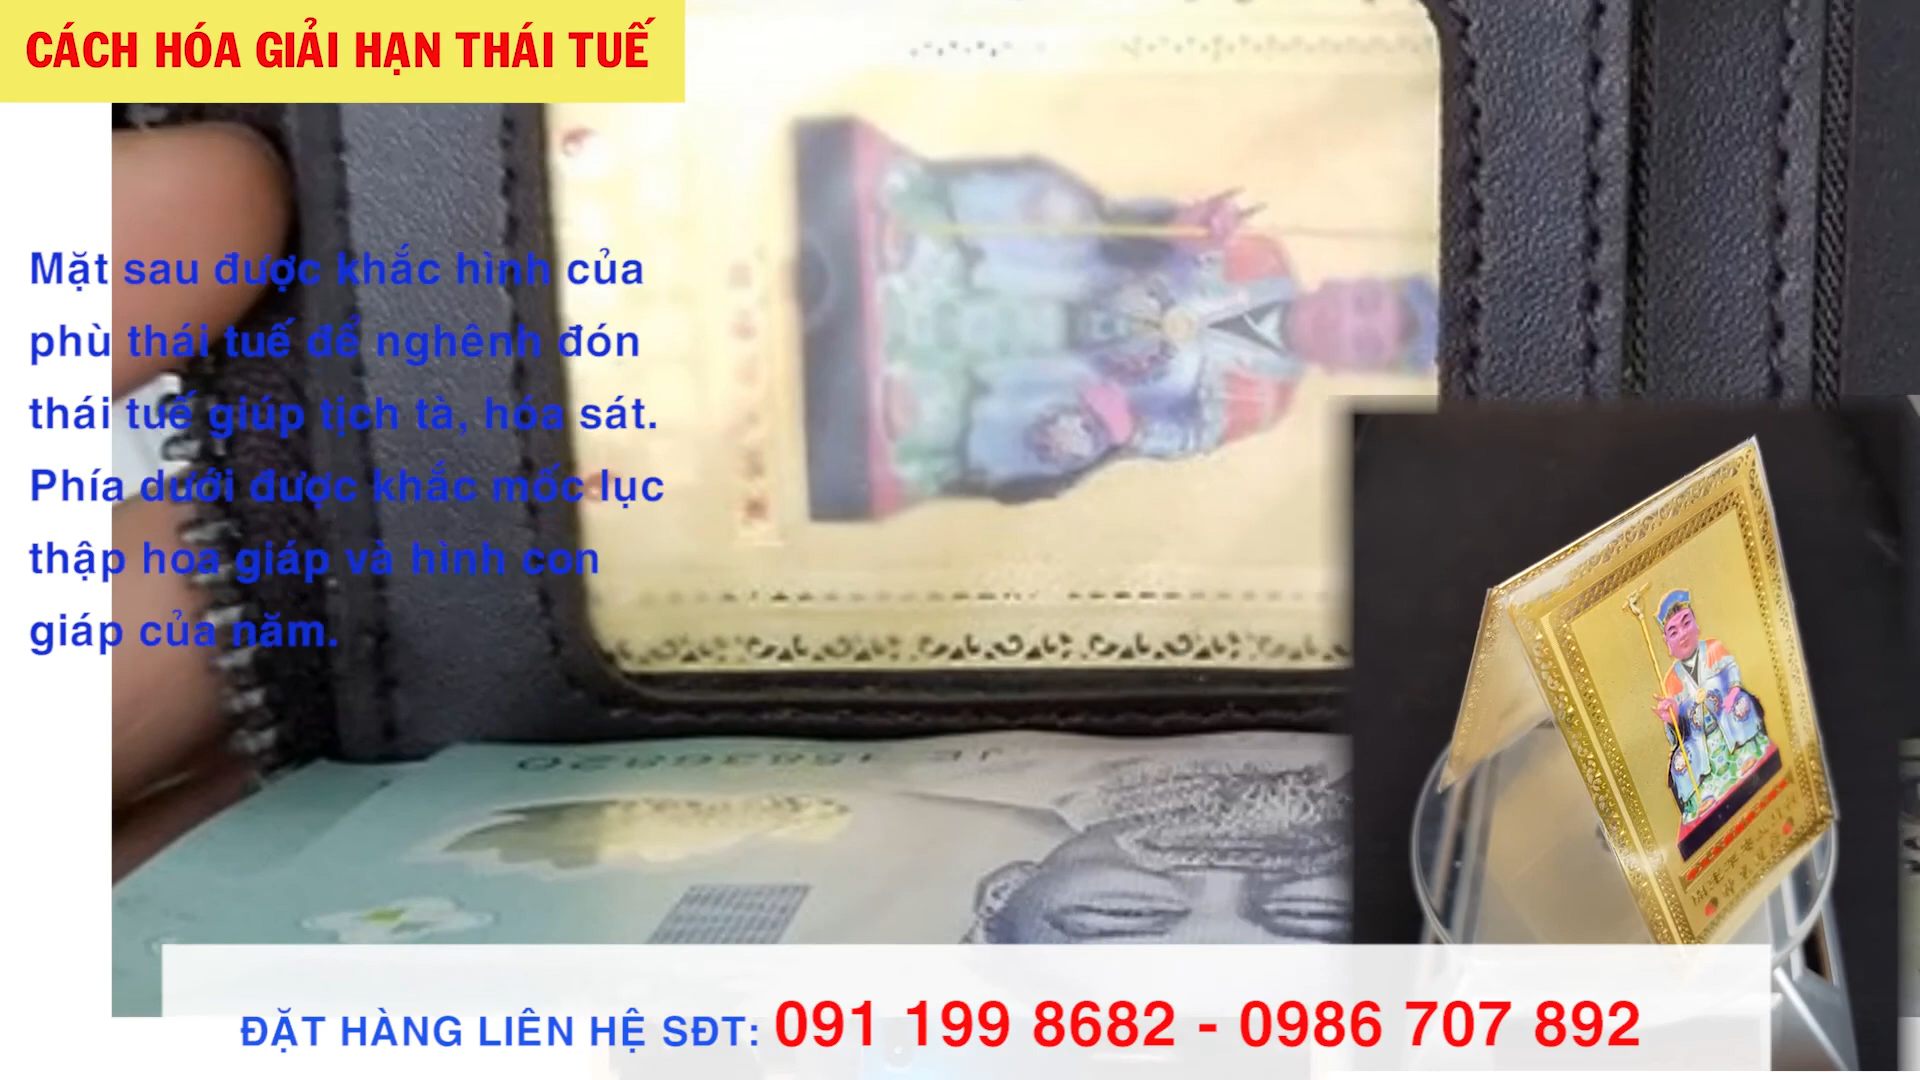 CÁCH HÓA GIẢI HẠN THÁI TUẾ
Mặt sau được khắc hình của
phù thái tuế để nghênh đón
thái tuế giúp tịch tà, hóa sát.
Phía dưới được khắc mốc lục
thập hoa giáp và hình con
giáp của năm.
ĐẶT HÀNG LIÊN HỆ SĐT: 091 199 8682 - 0986 707 892